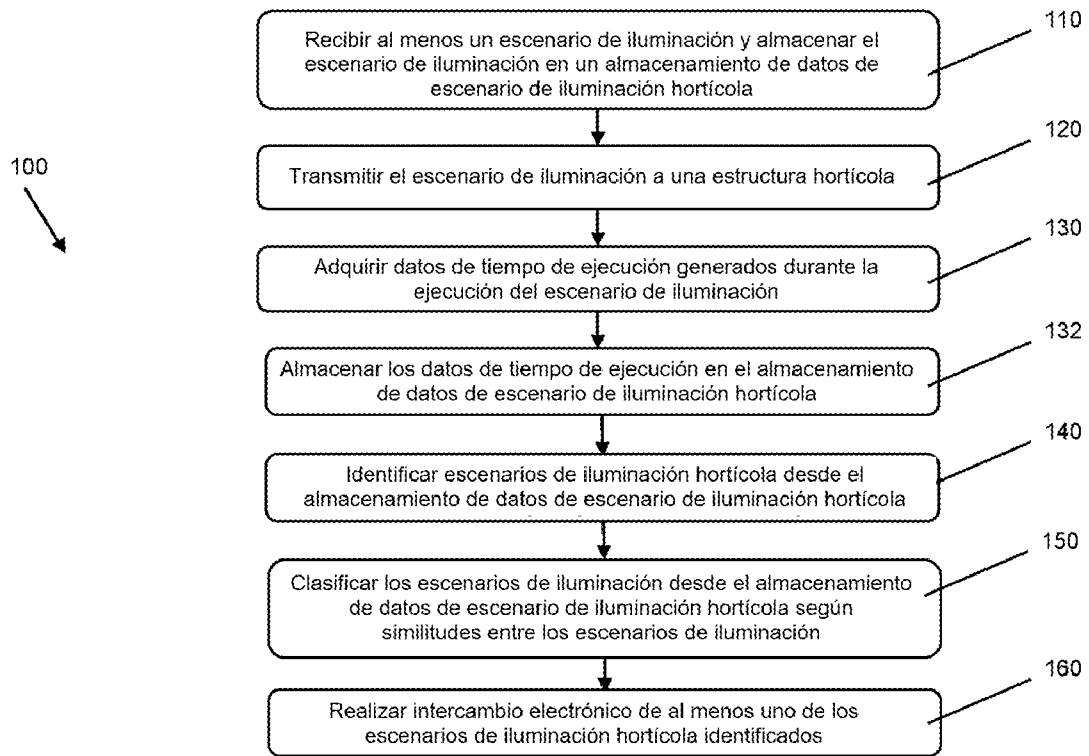 110
Recibir al menos un escenario de iluminación y almacenar el
escenario de iluminación en un almacenamiento de datos de
escenario de iluminación hortícola
120
100
Transmitir el escenario de iluminación a una estructura hortícola
130
Adquirir datos de tiempo de ejecución generados durante la
ejecución del escenario de iluminación
132
Almacenar los datos de tiempo de ejecución en el almacenamiento
de datos de escenario de iluminación hortícola
140
Identificar escenarios de iluminación hortícola desde el
almacenamiento de datos de escenario de iluminación hortícola
150
Clasificar los escenarios de iluminación desde el almacenamiento
de datos de escenario de iluminación hortícola según
similitudes entre los escenarios de iluminación
160
Realizar intercambio electrónico de al menos uno de los
escenarios de iluminación hortícola identificados